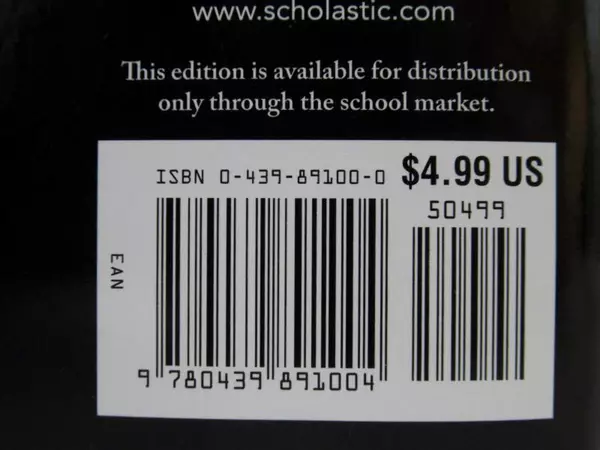 www.scholastic.com
This edition is available for distribution
only through the school market.
ISBN 0-439-89100-0 $4.99 US
50499
EAN
9 780439 891004